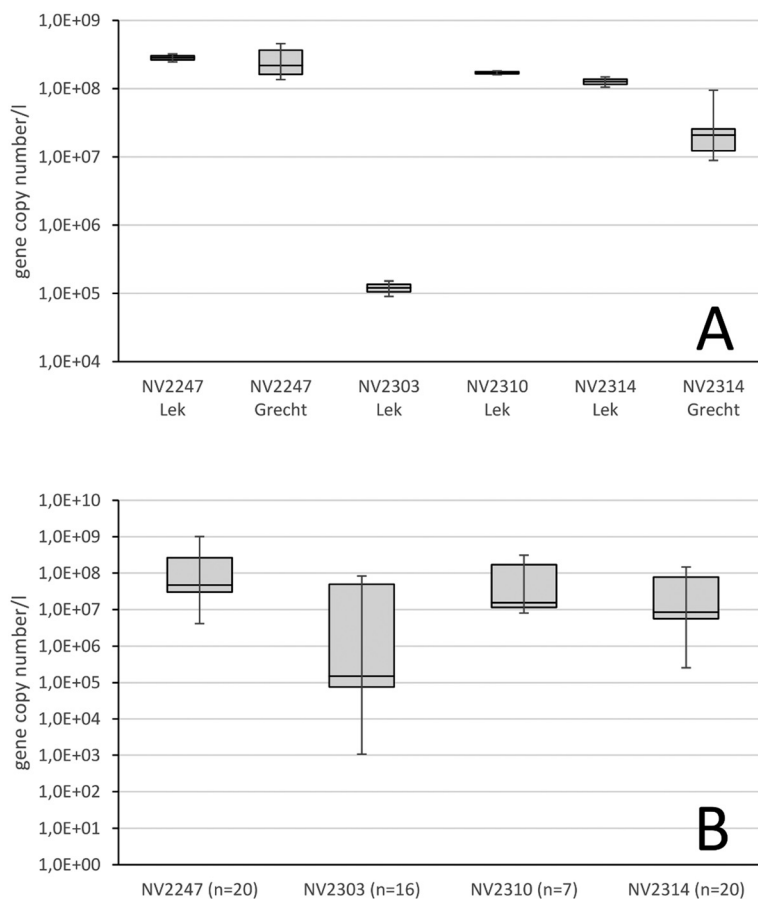 1,0E+09
1,0E+08
1,0E+07
1,0E+06
1,0E+05
1,0E+04
gene copy number/l
A
NV2247 NV2247 NV2303 NV2310 NV2314 NV2314
Lek Grecht Lek Lek Lek Grecht
1,0E+10
1,0E+09
1,0E+08
1,0E+07
1,0E+06
1,0E+05
1,0E+04
1,0E+03
1,0E+02
1,0E+01
1,0E+00
gene copy number/l
B
NV2247 (n=20) NV2303 (n=16) NV2310 (n=7) NV2314 (n=20)